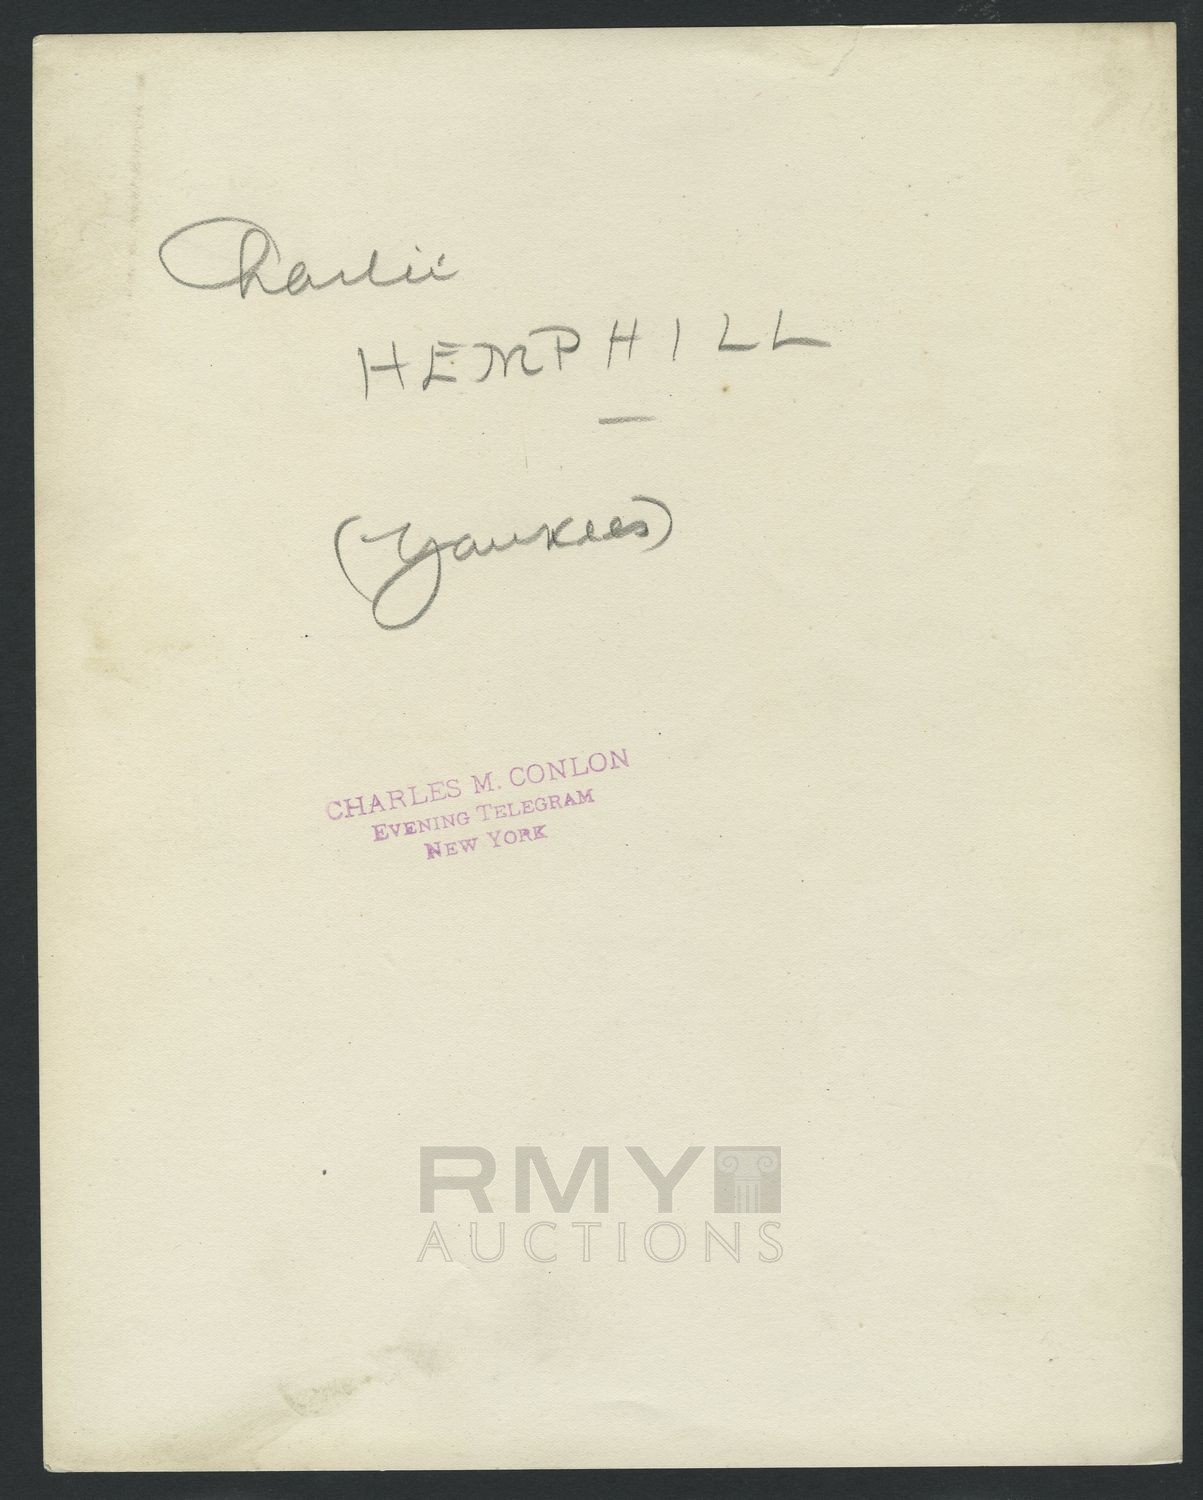 Charlie
HEMPHILL
(Yankees)
CHARLES M. CONLON
EVENING TELEGRAM
NEW YORK
RMY
AUCTIONS